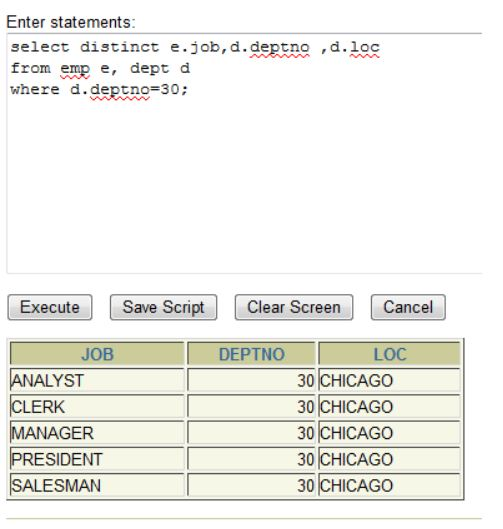 Enter statements:
select distinct e.job,d.deptno ,d.loc
from emp e, dept d
where d.deptno=30;
Execute Save Script Clear Screen Cancel
JOB DEPTNO LOC
ANALYST 30 CHICAGO
CLERK 30 CHICAGO
MANAGER 30 CHICAGO
PRESIDENT 30 CHICAGO
SALESMAN 30 CHICAGO